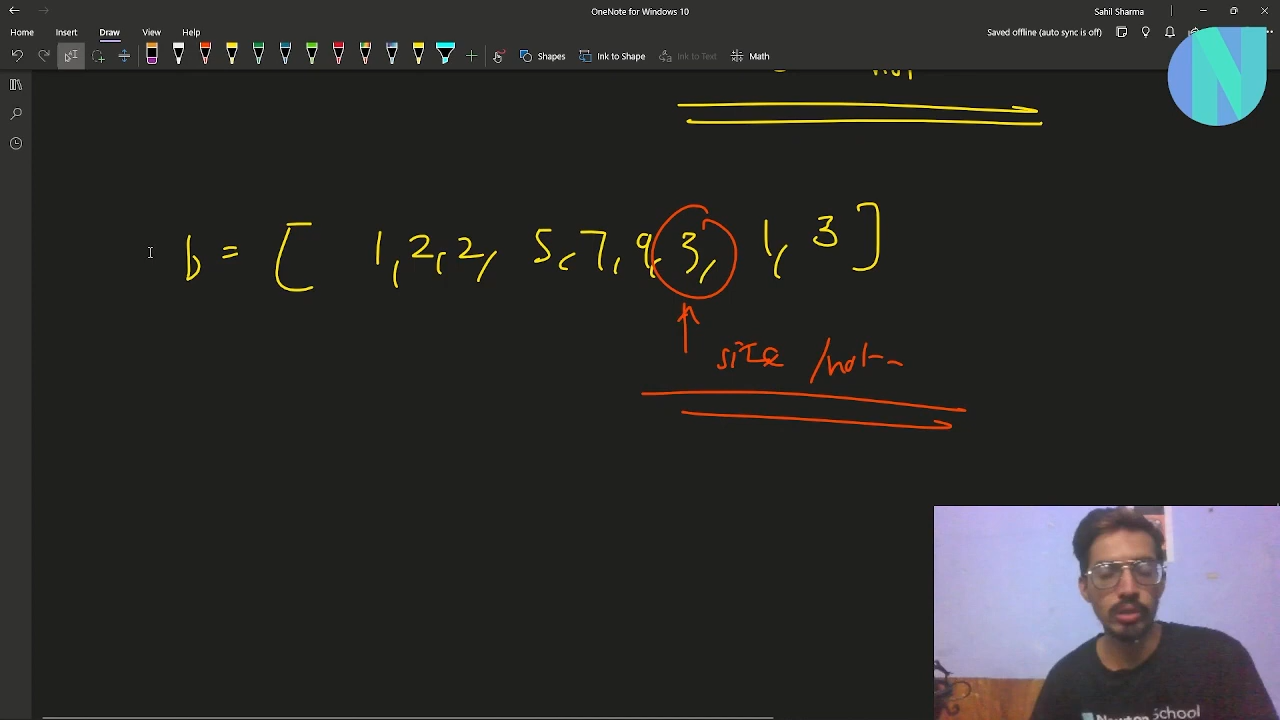 OneNote for Windows 10
Sahil Sharma
Home Insert Draw View Help
Saved offline (auto sync is off)
Shapes Ink to Shape Ink to Text Math
b = [ 1, 2, 2, 5, 7, 9, 3, 1, 3 ]
/not--
School